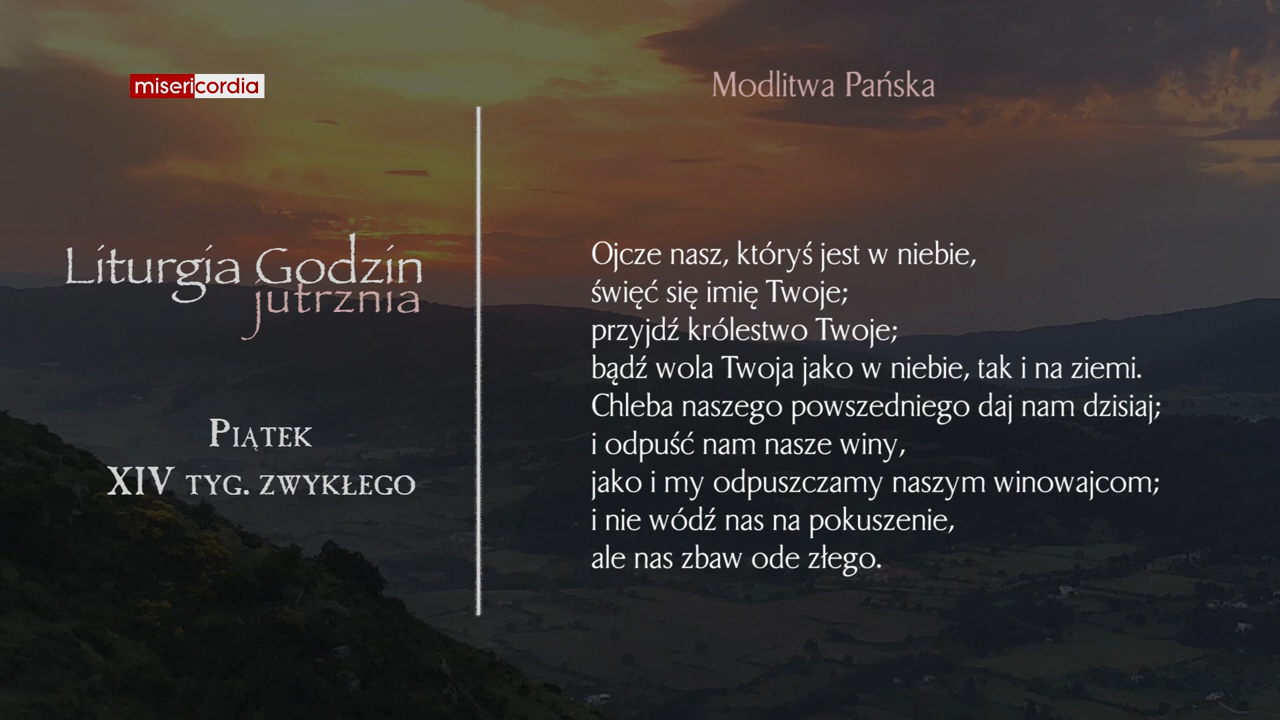 misericordia
Liturgia Godzin
jutrznia
Piątek
XIV tyg. zwykłego
Modlitwa Pańska
Ojcze nasz, któryś jest w niebie,
święć się imię Twoje;
przyjdź królestwo Twoje;
bądź wola Twoja jako w niebie, tak i na ziemi.
Chleba naszego powszedniego daj nam dzisiaj;
i odpuść nam nasze winy,
jako i my odpuszczamy naszym winowajcom;
i nie wódź nas na pokuszenie,
ale nas zbaw ode złego.